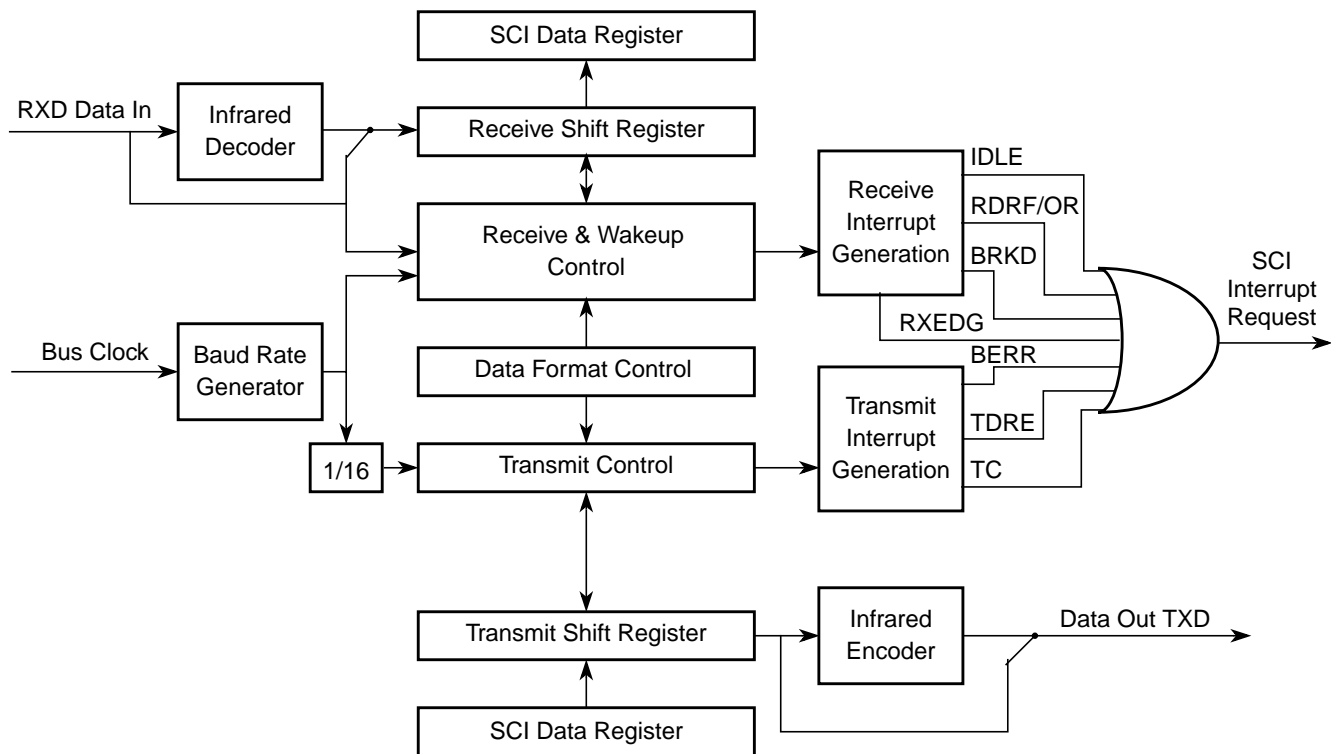 SCI Data Register
RXD Data In
Infrared
Decoder
Receive Shift Register
IDLE
Receive
Interrupt
Generation
RDRF/OR
Receive & Wakeup
Control
BRKD
SCI
Interrupt
Request
RXEDG
Bus Clock
Baud Rate
Generator
Data Format Control
BERR
Transmit
Interrupt
Generation
TDRE
1/16
Transmit Control
TC
Transmit Shift Register
Infrared
Encoder
Data Out TXD
SCI Data Register